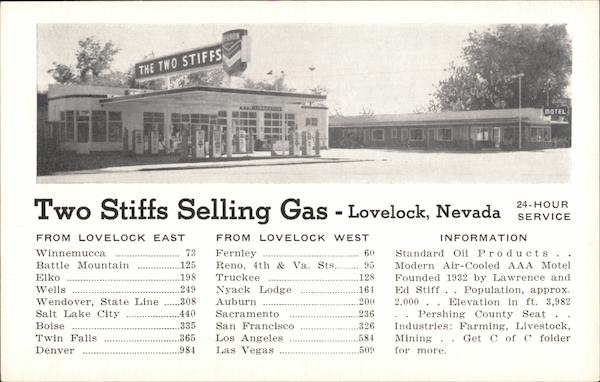 THE TWO STIFFS
CHEVRON
MOTEL
Two Stiffs Selling Gas - Lovelock, Nevada
24-HOUR
SERVICE
FROM LOVELOCK EAST
Winnemucca 73
Battle Mountain 125
Elko 198
Wells 249
Wendover, State Line 308
Salt Lake City 440
Boise 335
Twin Falls 365
Denver 984
FROM LOVELOCK WEST
Fernley 60
Reno, 4th & Va. Sts. 95
Truckee 128
Nyack Lodge 164
Auburn 200
Sacramento 236
San Francisco 326
Los Angeles 584
Las Vegas 509
INFORMATION
Standard Oil Products . .
Modern Air-Cooled AAA Motel
Founded 1932 by Lawrence and
Ed Stiff . . Population, approx.
2,000 . . Elevation in ft. 3,982
. . Pershing County Seat . .
Industries: Farming, Livestock,
Mining . . Get C of C folder
for more.